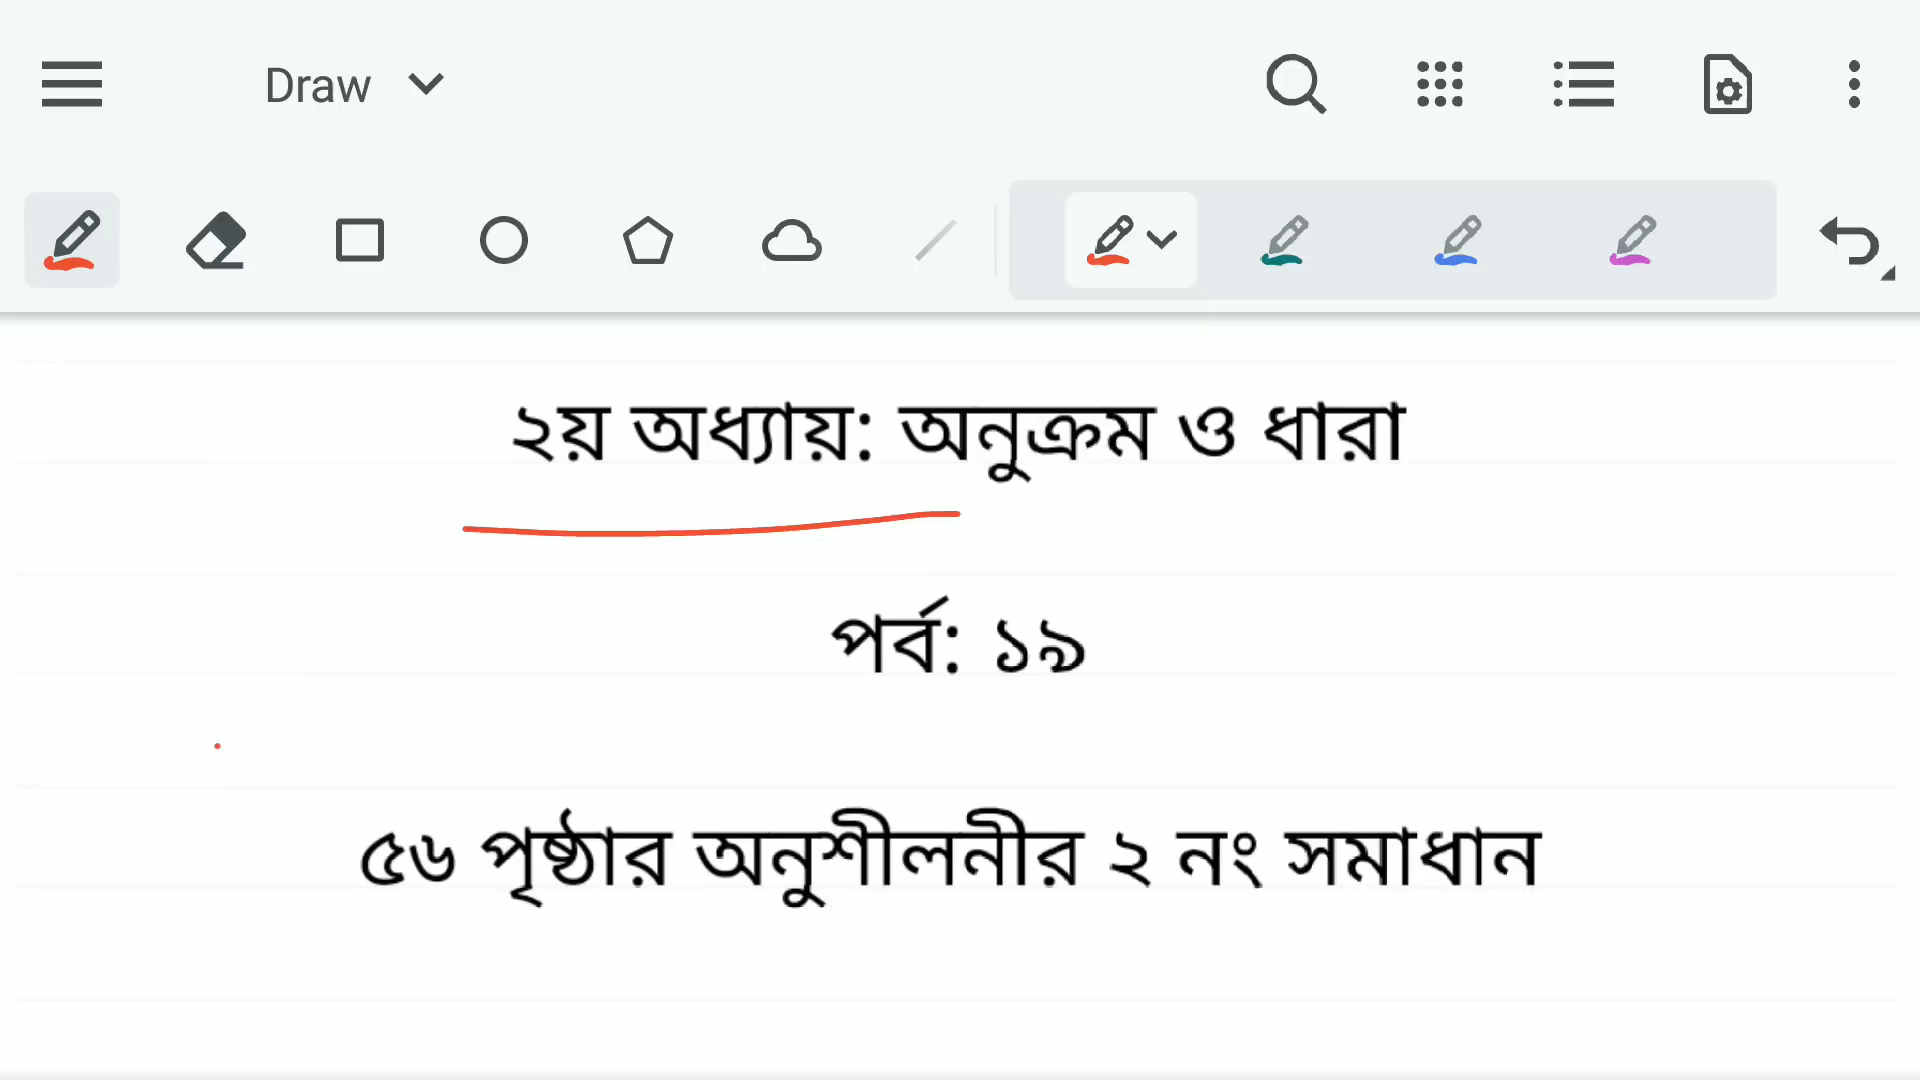 Draw
২য় অধ্যায়: অনুক্রম ও ধারা
পর্ব: ১৯
৫৬ পৃষ্ঠার অনুশীলনীর ২ নং সমাধান